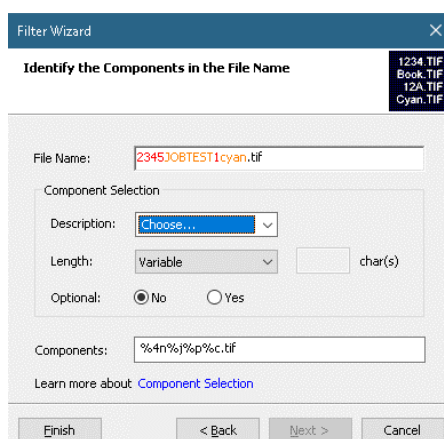 Filter Wizard
Identify the Components in the File Name
1234.TIF
Book.TIF
12A.TIF
Cyan.TIF
File Name: 2345JOBTEST1cyan.tif
Component Selection
Description: Choose...
Length: Variable char(s)
Optional: No Yes
Components: %4n%j%p%c.tif
Learn more about Component Selection
Finish < Back Next > Cancel